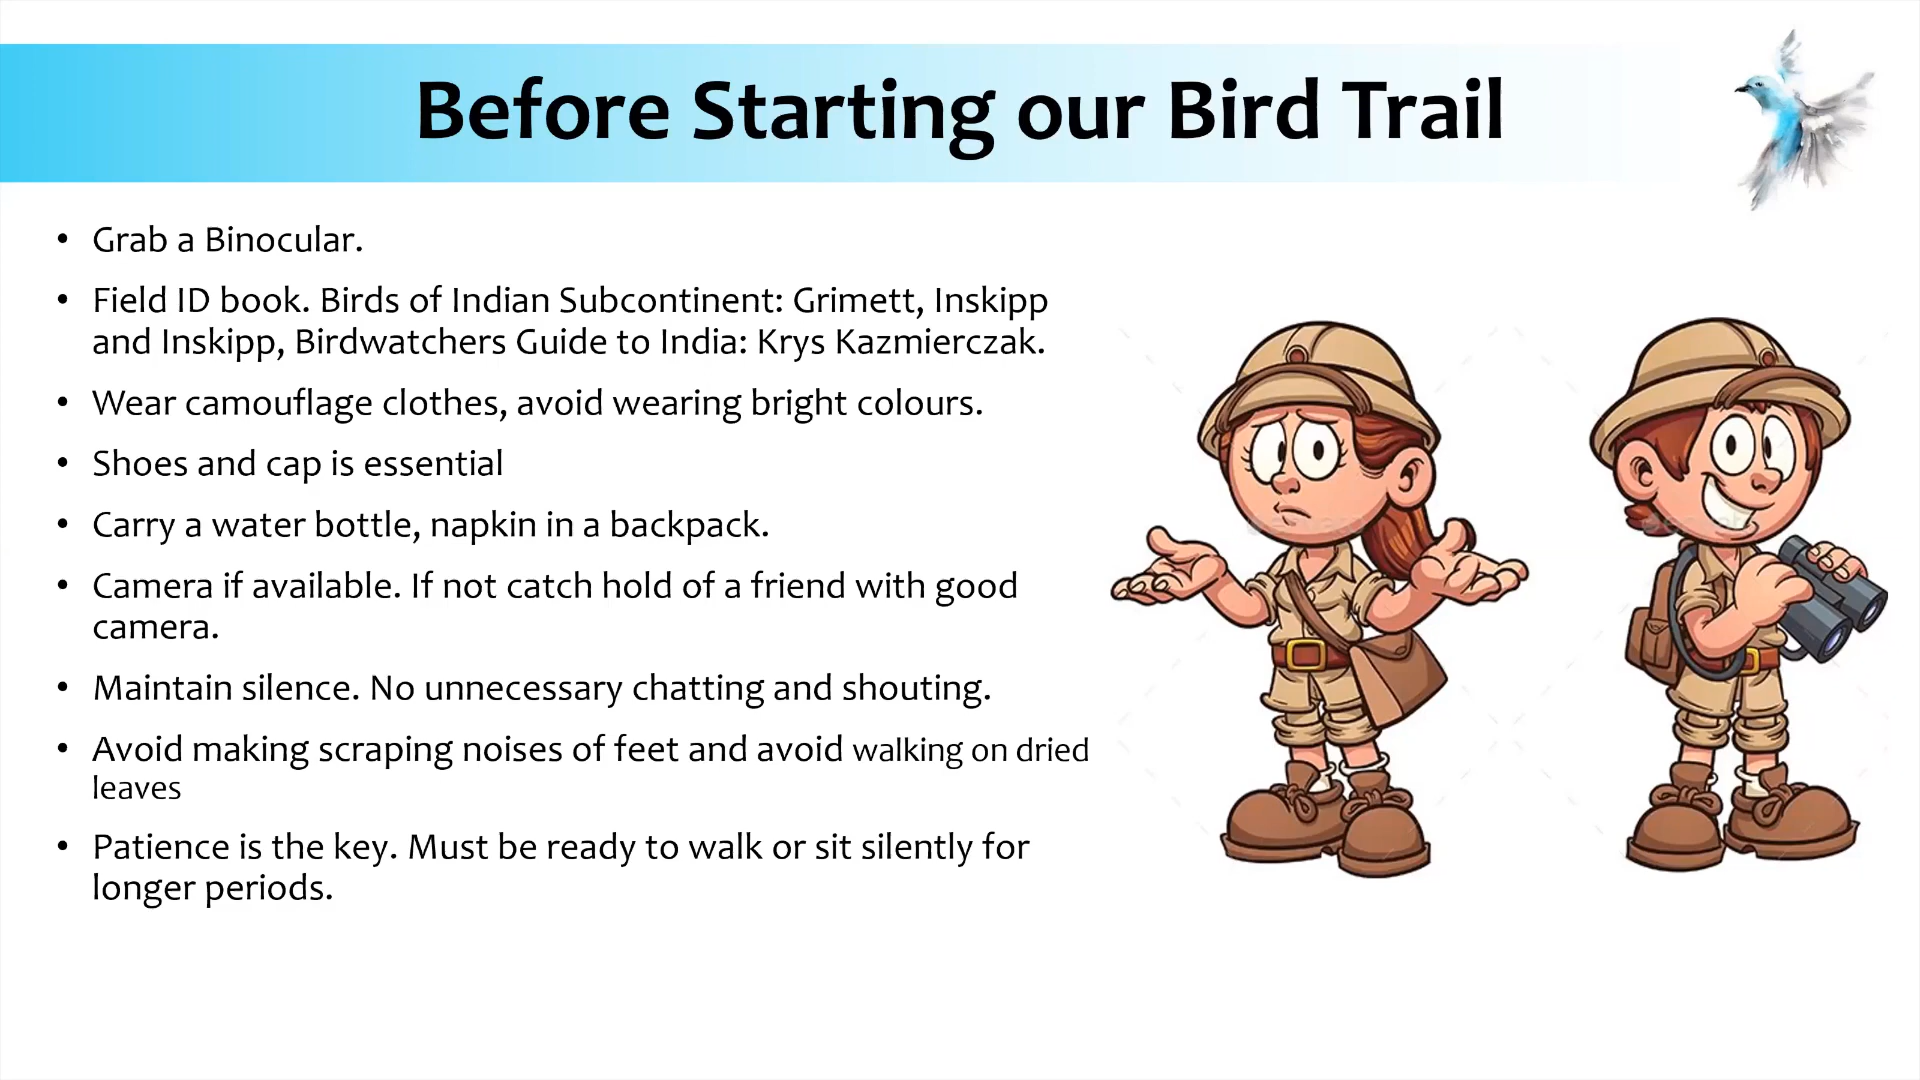 Before Starting our Bird Trail
• Grab a Binocular.
• Field ID book. Birds of Indian Subcontinent: Grimett, Inskipp
and Inskipp, Birdwatchers Guide to India: Krys Kazmierczak.
• Wear camouflage clothes, avoid wearing bright colours.
• Shoes and cap is essential
• Carry a water bottle, napkin in a backpack.
• Camera if available. If not catch hold of a friend with good
camera.
• Maintain silence. No unnecessary chatting and shouting.
• Avoid making scraping noises of feet and avoid walking on dried
leaves
• Patience is the key. Must be ready to walk or sit silently for
longer periods.